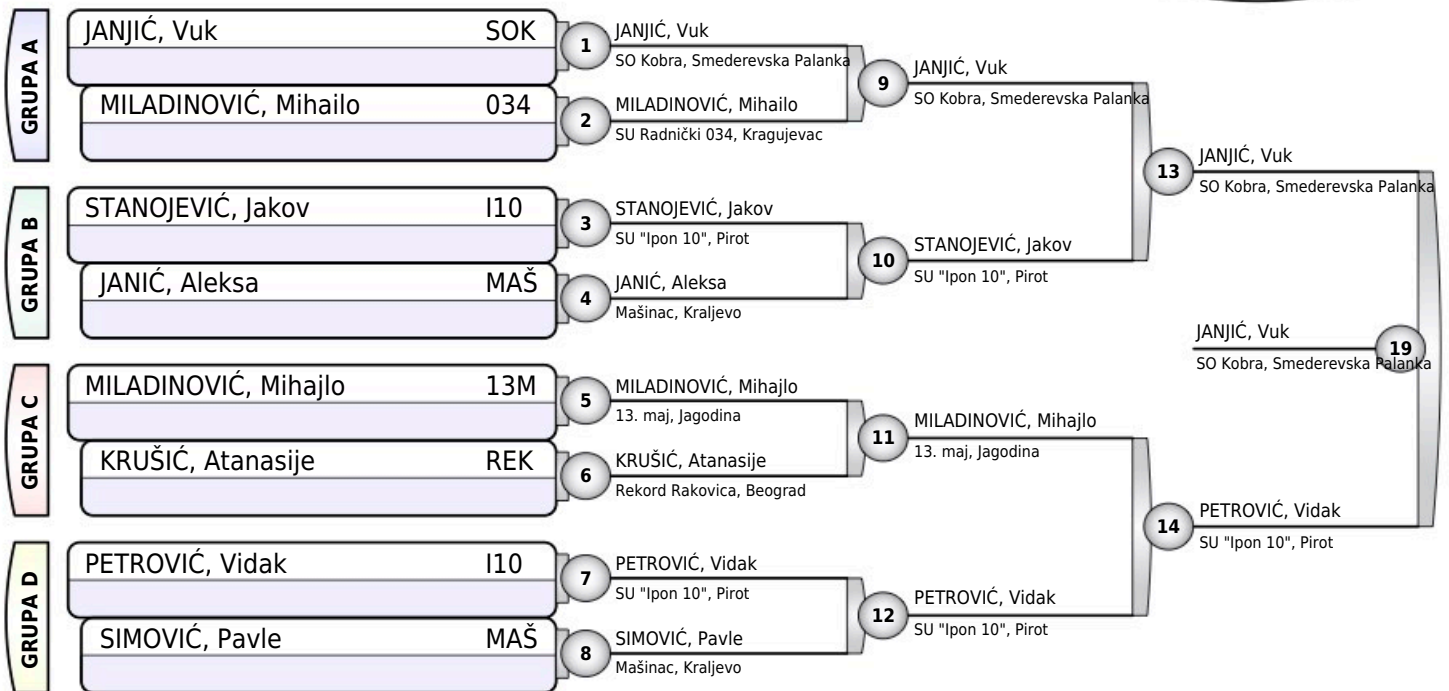 GRUPA A
JANJIĆ, Vuk SOK
MILADINOVIĆ, Mihailo 034
GRUPA B
STANOJEVIĆ, Jakov I10
JANIĆ, Aleksa MAŠ
GRUPA C
MILADINOVIĆ, Mihajlo 13M
KRUŠIĆ, Atanasije REK
GRUPA D
PETROVIĆ, Vidak I10
SIMOVIĆ, Pavle MAŠ
1
JANJIĆ, Vuk
SO Kobra, Smederevska Palanka
2
MILADINOVIĆ, Mihailo
SU Radnički 034, Kragujevac
3
STANOJEVIĆ, Jakov
SU "Ipon 10", Pirot
4
JANIĆ, Aleksa
Mašinac, Kraljevo
5
MILADINOVIĆ, Mihajlo
13. maj, Jagodina
6
KRUŠIĆ, Atanasije
Rekord Rakovica, Beograd
7
PETROVIĆ, Vidak
SU "Ipon 10", Pirot
8
SIMOVIĆ, Pavle
Mašinac, Kraljevo
9
JANJIĆ, Vuk
SO Kobra, Smederevska Palanka
10
STANOJEVIĆ, Jakov
SU "Ipon 10", Pirot
11
MILADINOVIĆ, Mihajlo
13. maj, Jagodina
12
PETROVIĆ, Vidak
SU "Ipon 10", Pirot
13
JANJIĆ, Vuk
SO Kobra, Smederevska Palanka
14
PETROVIĆ, Vidak
SU "Ipon 10", Pirot
JANJIĆ, Vuk
19
SO Kobra, Smederevska Palanka